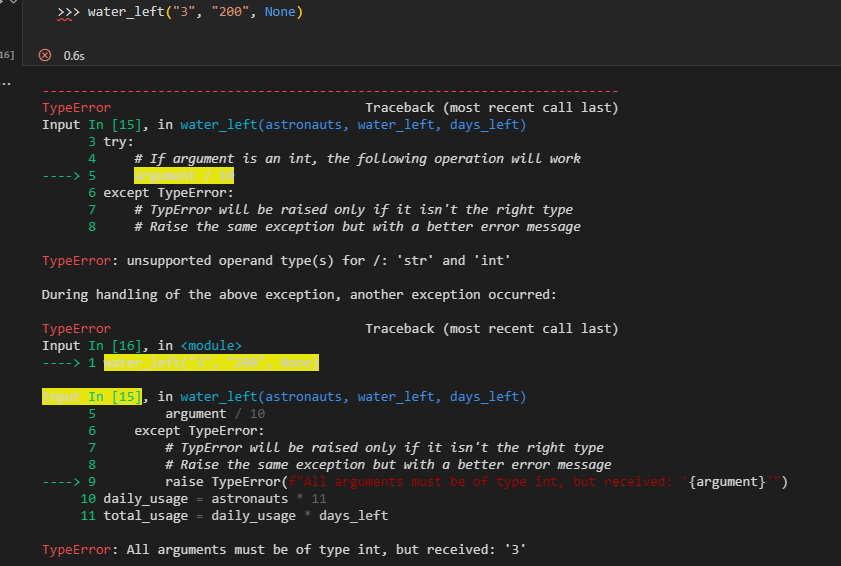 >>> water_left("3", "200", None)
16]
0.6s
...
---------------------------------------------------------------------------
TypeError Traceback (most recent call last)
Input In [15], in water_left(astronauts, water_left, days_left)
3 try:
4 # If argument is an int, the following operation will work
----> 5 argument / 10
6 except TypeError:
7 # TypError will be raised only if it isn't the right type
8 # Raise the same exception but with a better error message
TypeError: unsupported operand type(s) for /: 'str' and 'int'
During handling of the above exception, another exception occurred:
TypeError Traceback (most recent call last)
Input In [16], in <module>
----> 1 water_left("3", "200", None)
Input In [15], in water_left(astronauts, water_left, days_left)
5 argument / 10
6 except TypeError:
7 # TypError will be raised only if it isn't the right type
8 # Raise the same exception but with a better error message
----> 9 raise TypeError(f"All arguments must be of type int, but received: '{argument}'")
10 daily_usage = astronauts * 11
11 total_usage = daily_usage * days_left
TypeError: All arguments must be of type int, but received: '3'